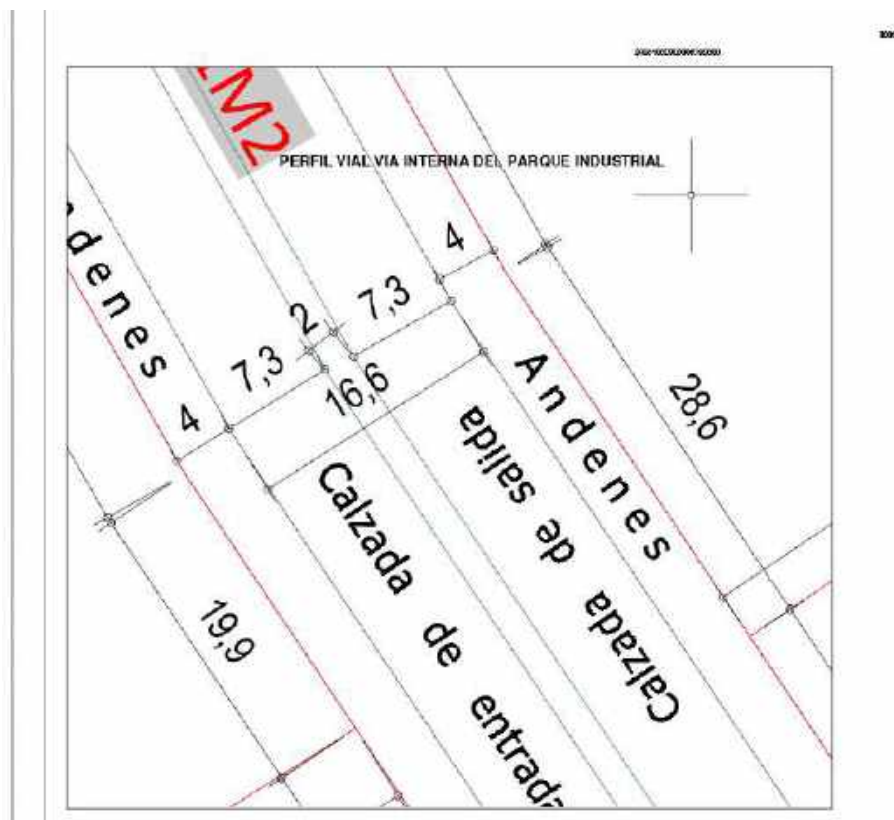 LM2
PERFIL VIAL VIA INTERNA DEL PARQUE INDUSTRIAL
4
7,3
2
7,3
16,6
4
28,6
19,9
ndenes
Andenes
Calzada de salida
Calzada de entrada